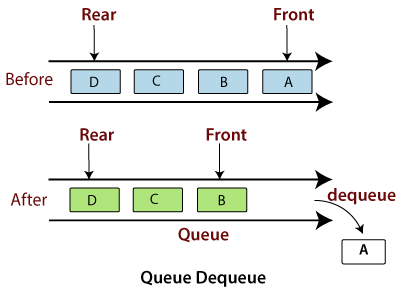 Rear Front
Before D C B A
Rear Front
After D C B
dequeue
Queue
A
Queue Dequeue